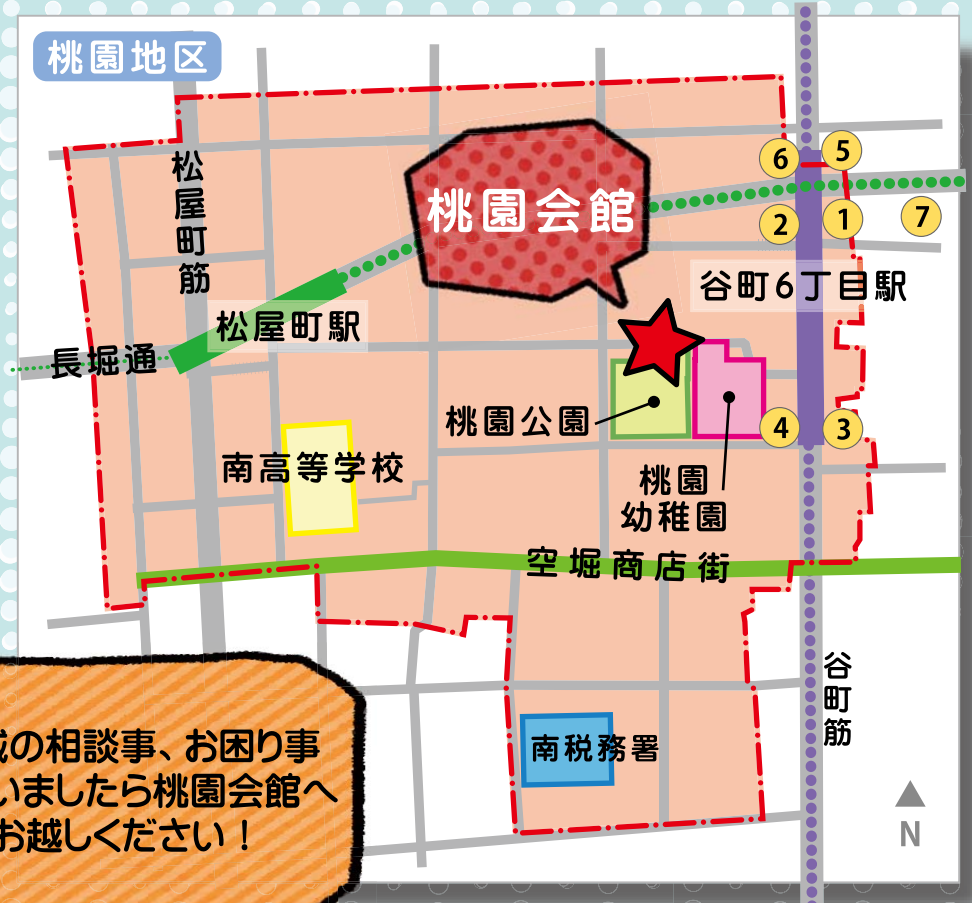 桃園地区
松屋町筋
桃園会館
6
5
2
1
7
谷町6丁目駅
松屋町駅
長堀通
桃園公園
4
3
南高等学校
桃園
幼稚園
空堀商店街
谷町筋
南税務署
の相談事、お困り事
いましたら桃園会館へ
お越しください！
N